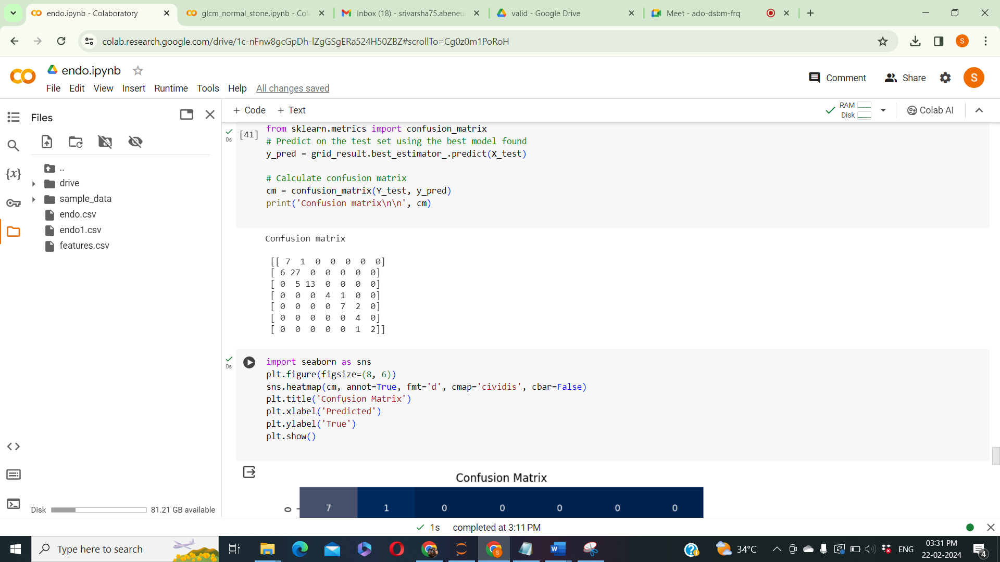 endo.ipynb - Colaboratory
glcm_normal_stone.ipynb - Cola
Inbox (18) - srivarsha75.abeneu
valid - Google Drive
Meet - ado-dsbm-frq
colab.research.google.com/drive/1c-nFnw8gcGpDh-lZgGSgERa524H50ZBZ#scrollTo=Cg0z0m1PoRoH
S
endo.ipynb
File Edit View Insert Runtime Tools Help All changes saved
Comment
Share
S
Files
+ Code + Text
RAM
Disk
Colab AI
{x}
..
drive
sample_data
endo.csv
endo1.csv
features.csv
Disk 81.21 GB available
0s
[41]
from sklearn.metrics import confusion_matrix
# Predict on the test set using the best model found
y_pred = grid_result.best_estimator_.predict(X_test)
# Calculate confusion matrix
cm = confusion_matrix(Y_test, y_pred)
print('Confusion matrix\n\n', cm)
Confusion matrix
[[ 7 1 0 0 0 0 0]
[ 6 27 0 0 0 0 0]
[ 0 5 13 0 0 0 0]
[ 0 0 0 4 1 0 0]
[ 0 0 0 0 7 2 0]
[ 0 0 0 0 0 4 0]
[ 0 0 0 0 0 1 2]]
0s
import seaborn as sns
plt.figure(figsize=(8, 6))
sns.heatmap(cm, annot=True, fmt='d', cmap='cividis', cbar=False)
plt.title('Confusion Matrix')
plt.xlabel('Predicted')
plt.ylabel('True')
plt.show()
Confusion Matrix
0
7 1 0 0 0 0 0
1s completed at 3:11 PM
Type here to search
34°C
ENG
03:31 PM
22-02-2024
4